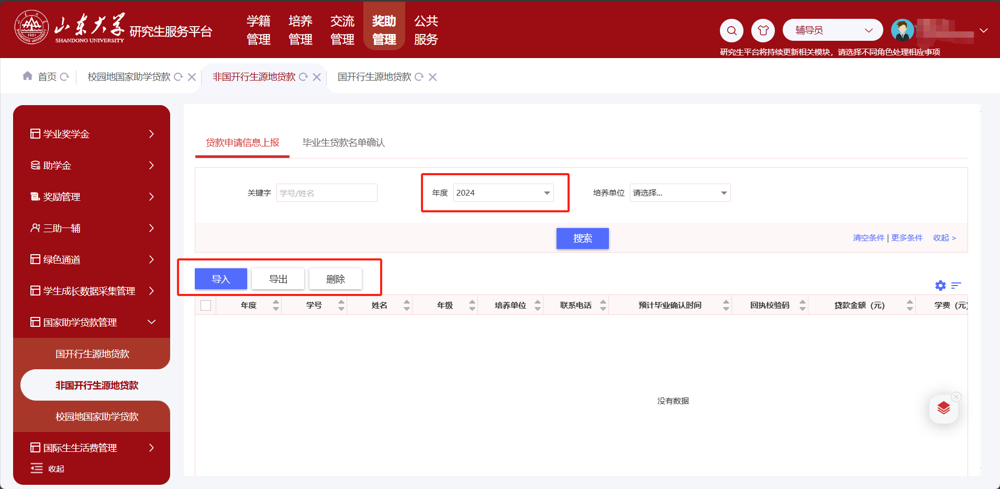 山东大学
SHANDONG UNIVERSITY
研究生服务平台
学籍管理
培养管理
交流管理
奖助管理
公共服务
辅导员
研究生平台将持续更新相关模块，请选择不同角色处理相应事项
首页
校园地国家助学贷款
非国开行生源地贷款
国开行生源地贷款
学业奖学金
助学金
奖励管理
三助一辅
绿色通道
学生成长数据采集管理
国家助学贷款管理
国开行生源地贷款
非国开行生源地贷款
校园地国家助学贷款
国际生生活费管理
收起
贷款申请信息上报
毕业生贷款名单确认
关键字 学号/姓名
年度 2024
培养单位 请选择...
搜索
清空条件 | 更多条件 收起 >
导入 导出 删除
年度 学号 姓名 年级 培养单位 联系电话 预计毕业确认时间 回执校验码 贷款金额（元） 学费（元）
没有数据